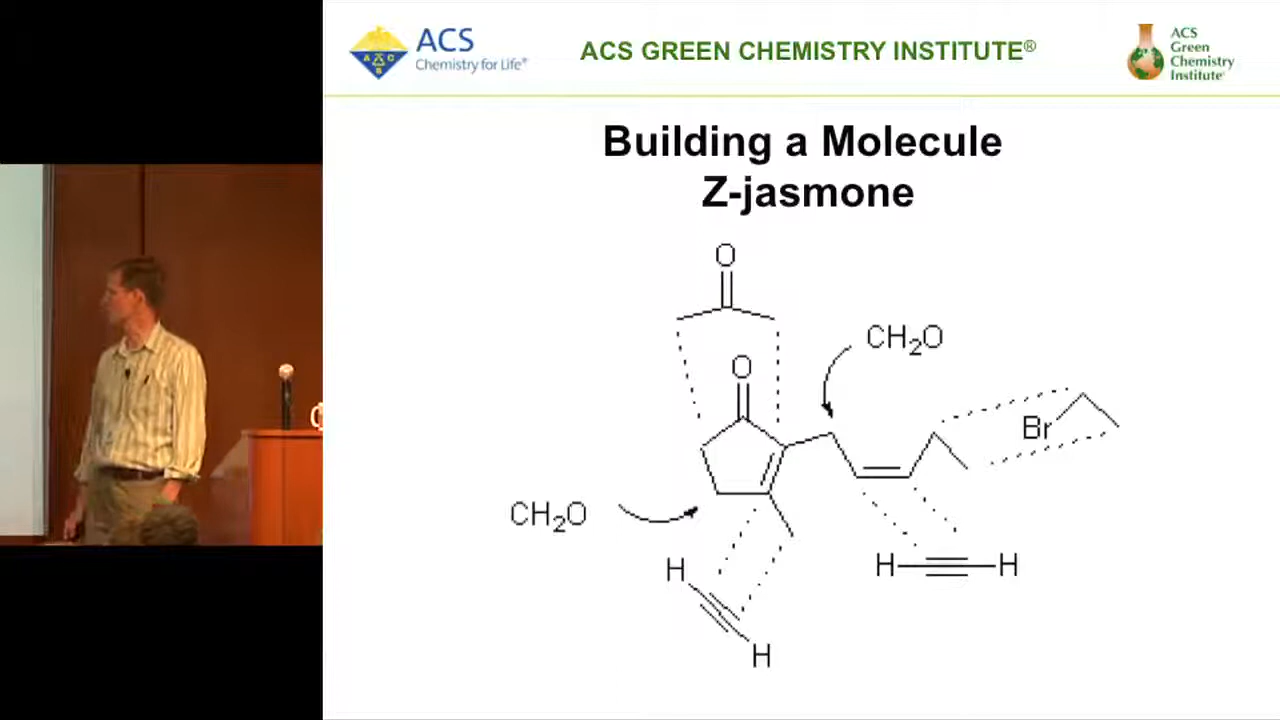 ACS
Chemistry for Life®
ACS GREEN CHEMISTRY INSTITUTE®
ACS
Green
Chemistry
Institute®
Building a Molecule
Z-jasmone
O
O
CH₂O
Br
CH₂O
H
H
H
H